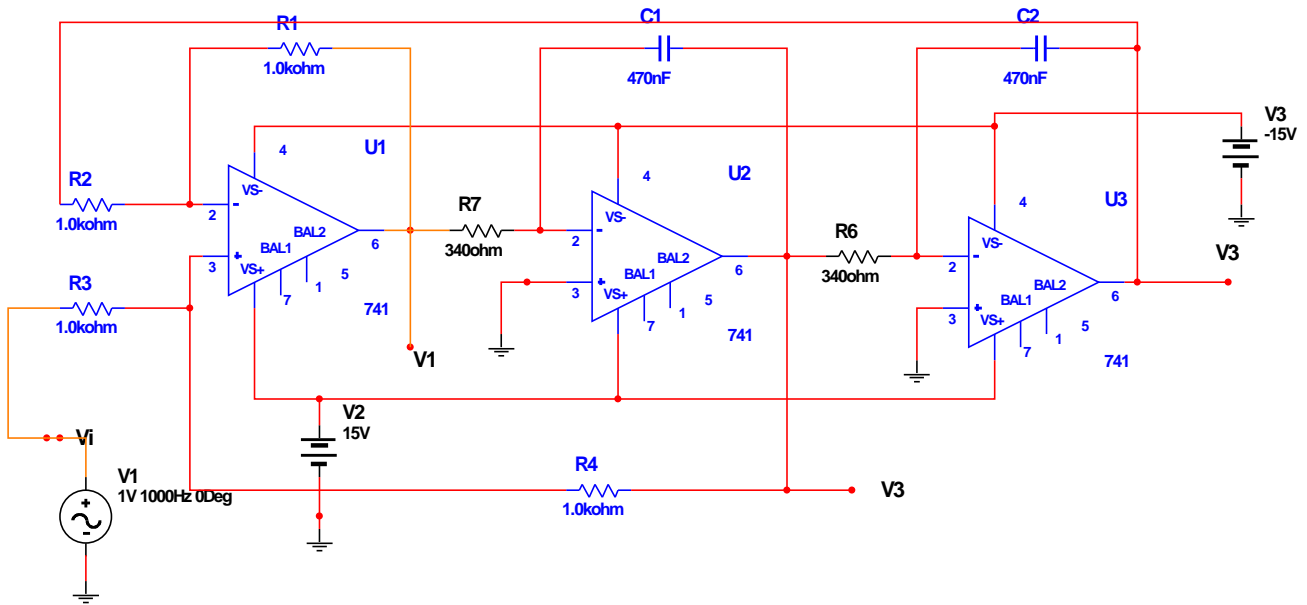 R1
1.0kohm
C1
470nF
C2
470nF
V3
-15V
R2
1.0kohm
4
U1
VS-
2
-
BAL2
BAL1
6
3
+
VS+
5
7
1
741
R7
340ohm
4
U2
VS-
2
-
BAL2
BAL1
6
3
+
VS+
5
7
1
741
R6
340ohm
4
U3
VS-
2
-
BAL2
BAL1
6
3
+
VS+
5
7
1
741
V3
R3
1.0kohm
V1
V2
15V
Vi
V1
1V 1000Hz 0Deg
+
-
R4
1.0kohm
V3